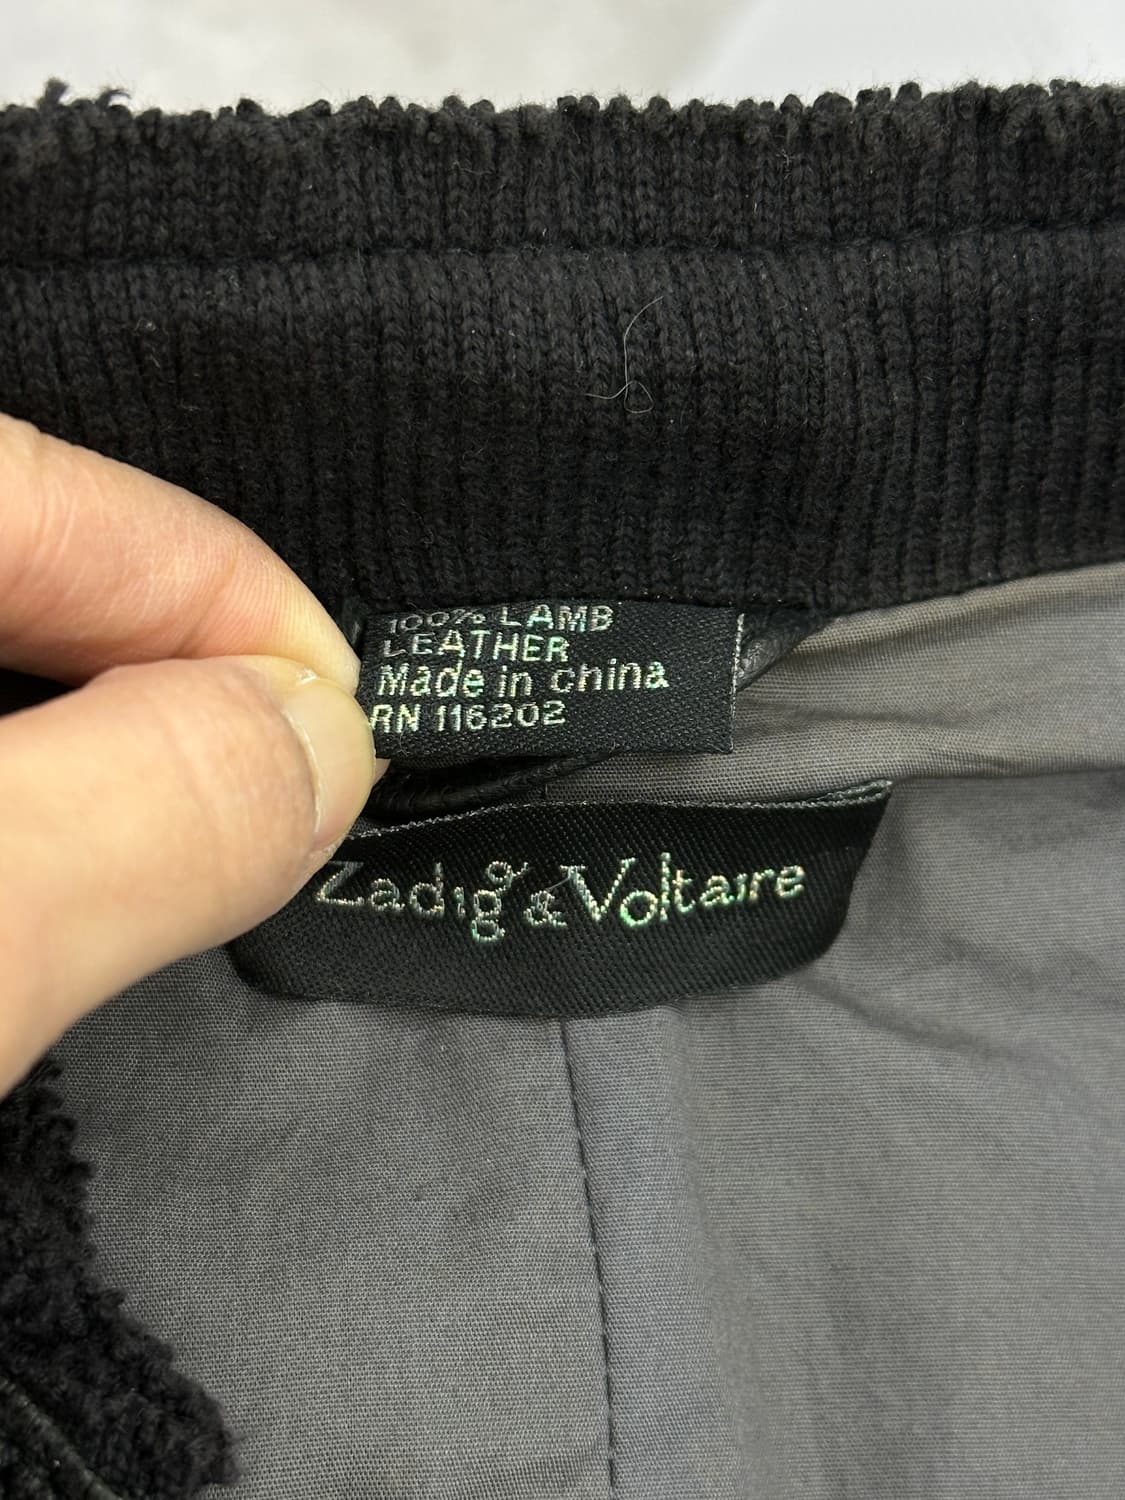 100% LAMB
LEATHER
Made in china
RN 116202
Zadig & Voltaire